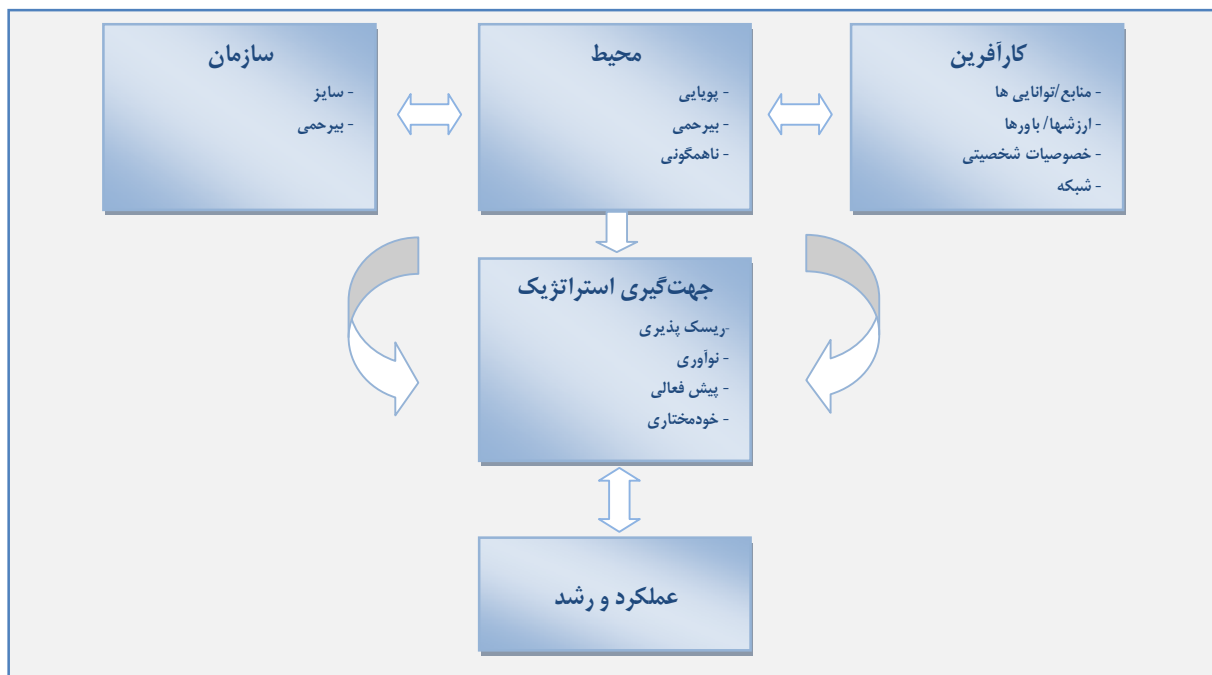 کارآفرین
- منابع/توانایی ها
- ارزشها/ باورها
- خصوصیات شخصیتی
- شبکه
محیط
- پویایی
- بیرحمی
- ناهمگونی
سازمان
- سایز
- بیرحمی
جهت‌گیری استراتژیک
-ریسک پذیری
- نوآوری
- پیش فعالی
- خودمختاری
عملکرد و رشد